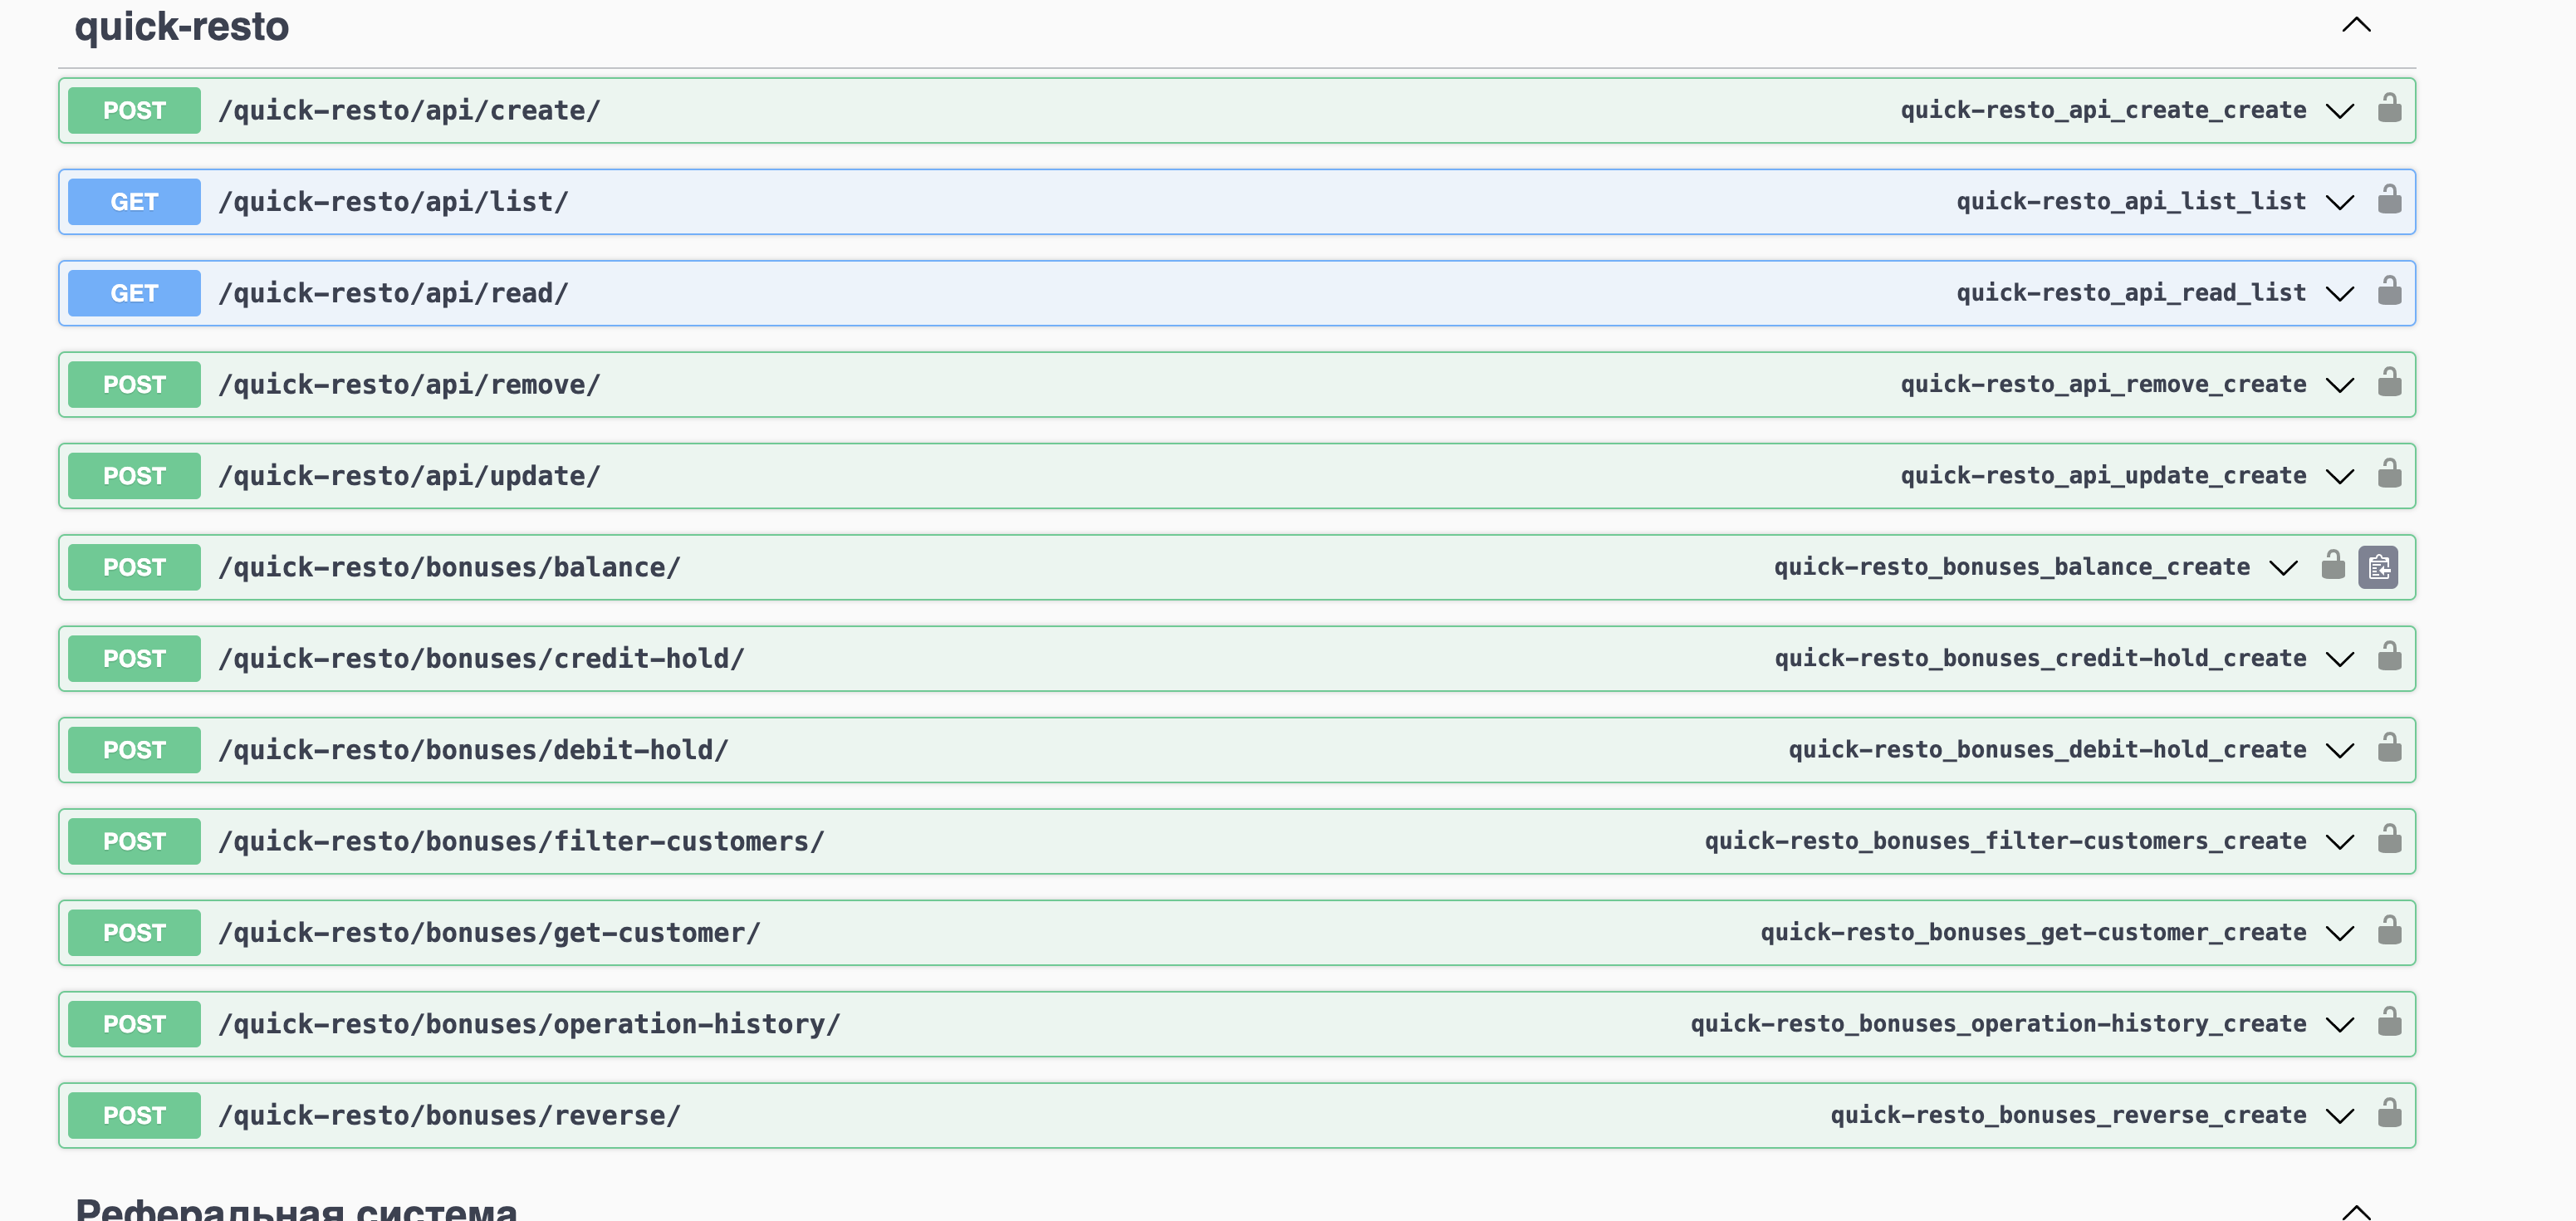 quick-resto
POST /quick-resto/api/create/ quick-resto_api_create_create
GET /quick-resto/api/list/ quick-resto_api_list_list
GET /quick-resto/api/read/ quick-resto_api_read_list
POST /quick-resto/api/remove/ quick-resto_api_remove_create
POST /quick-resto/api/update/ quick-resto_api_update_create
POST /quick-resto/bonuses/balance/ quick-resto_bonuses_balance_create
POST /quick-resto/bonuses/credit-hold/ quick-resto_bonuses_credit-hold_create
POST /quick-resto/bonuses/debit-hold/ quick-resto_bonuses_debit-hold_create
POST /quick-resto/bonuses/filter-customers/ quick-resto_bonuses_filter-customers_create
POST /quick-resto/bonuses/get-customer/ quick-resto_bonuses_get-customer_create
POST /quick-resto/bonuses/operation-history/ quick-resto_bonuses_operation-history_create
POST /quick-resto/bonuses/reverse/ quick-resto_bonuses_reverse_create
Реферальная система